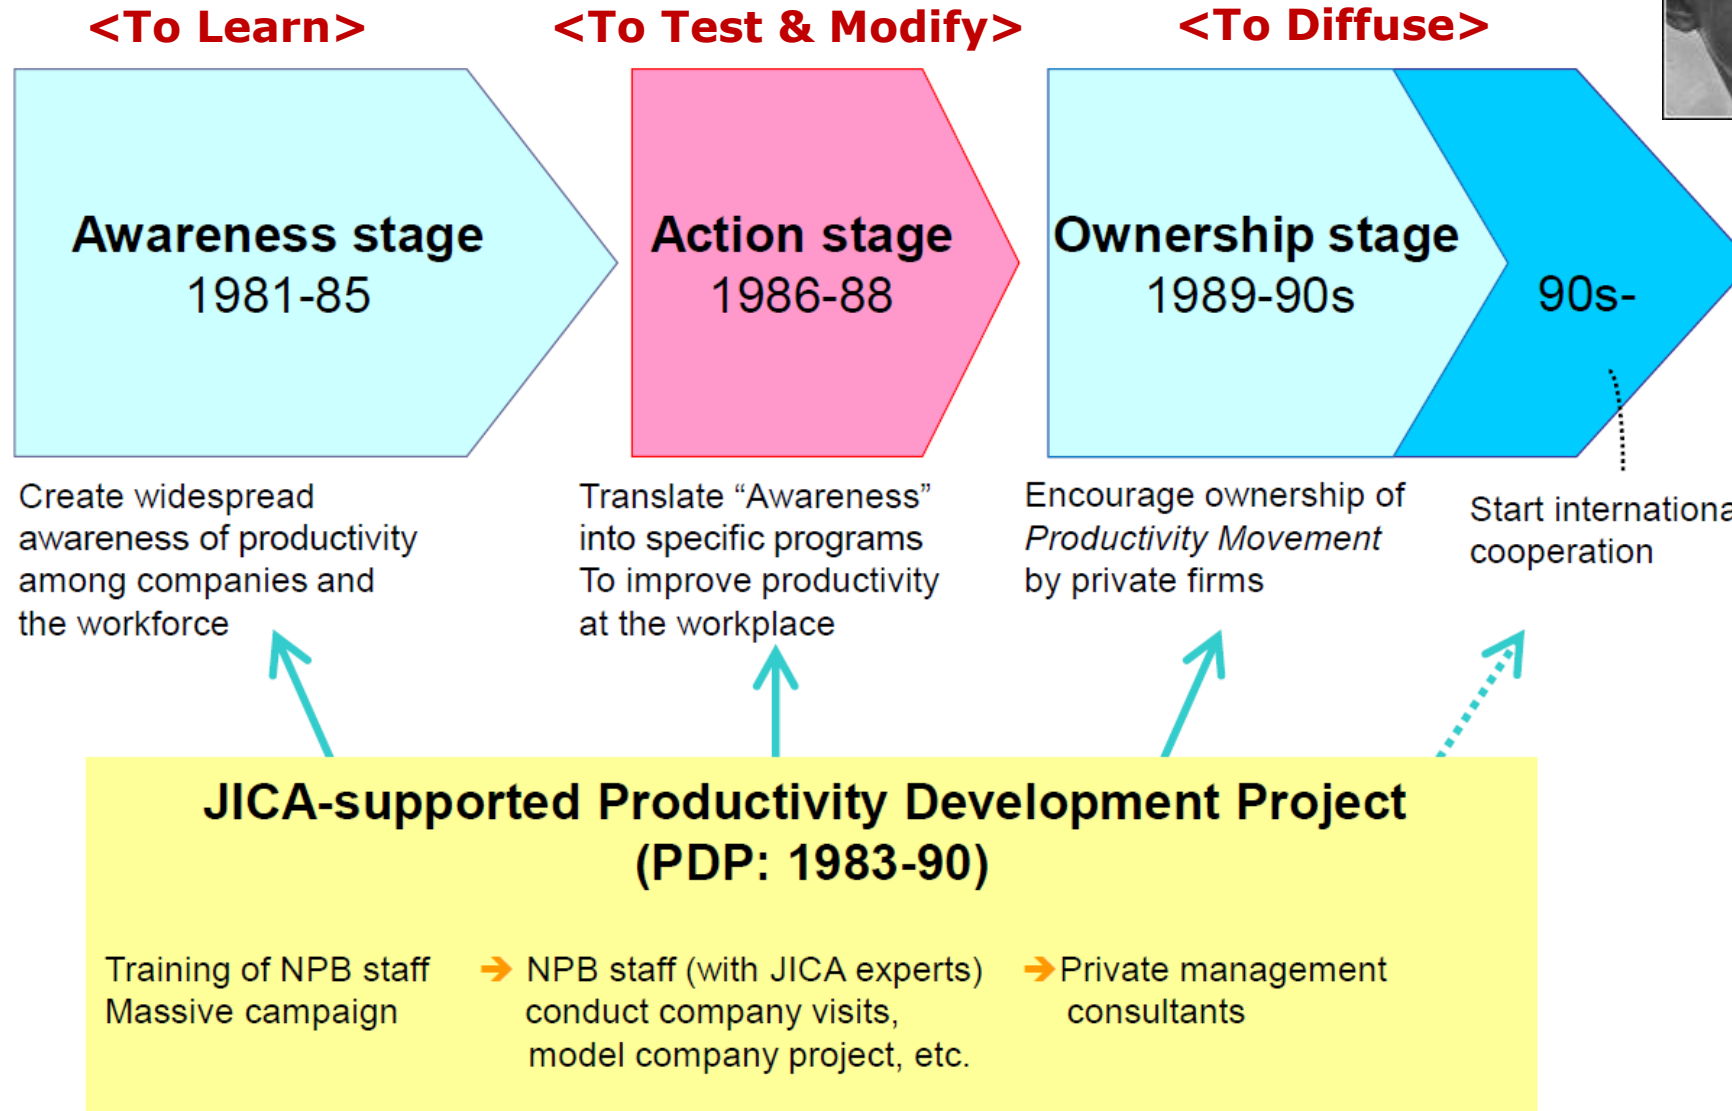 <To Learn>
<To Test & Modify>
<To Diffuse>
Awareness stage
1981-85
Action stage
1986-88
Ownership stage
1989-90s
90s-
Create widespread
awareness of productivity
among companies and
the workforce
Translate “Awareness”
into specific programs
To improve productivity
at the workplace
Encourage ownership of
Productivity Movement
by private firms
Start internationa
cooperation
JICA-supported Productivity Development Project
(PDP: 1983-90)
Training of NPB staff
Massive campaign
➔ NPB staff (with JICA experts)
conduct company visits,
model company project, etc.
➔ Private management
consultants